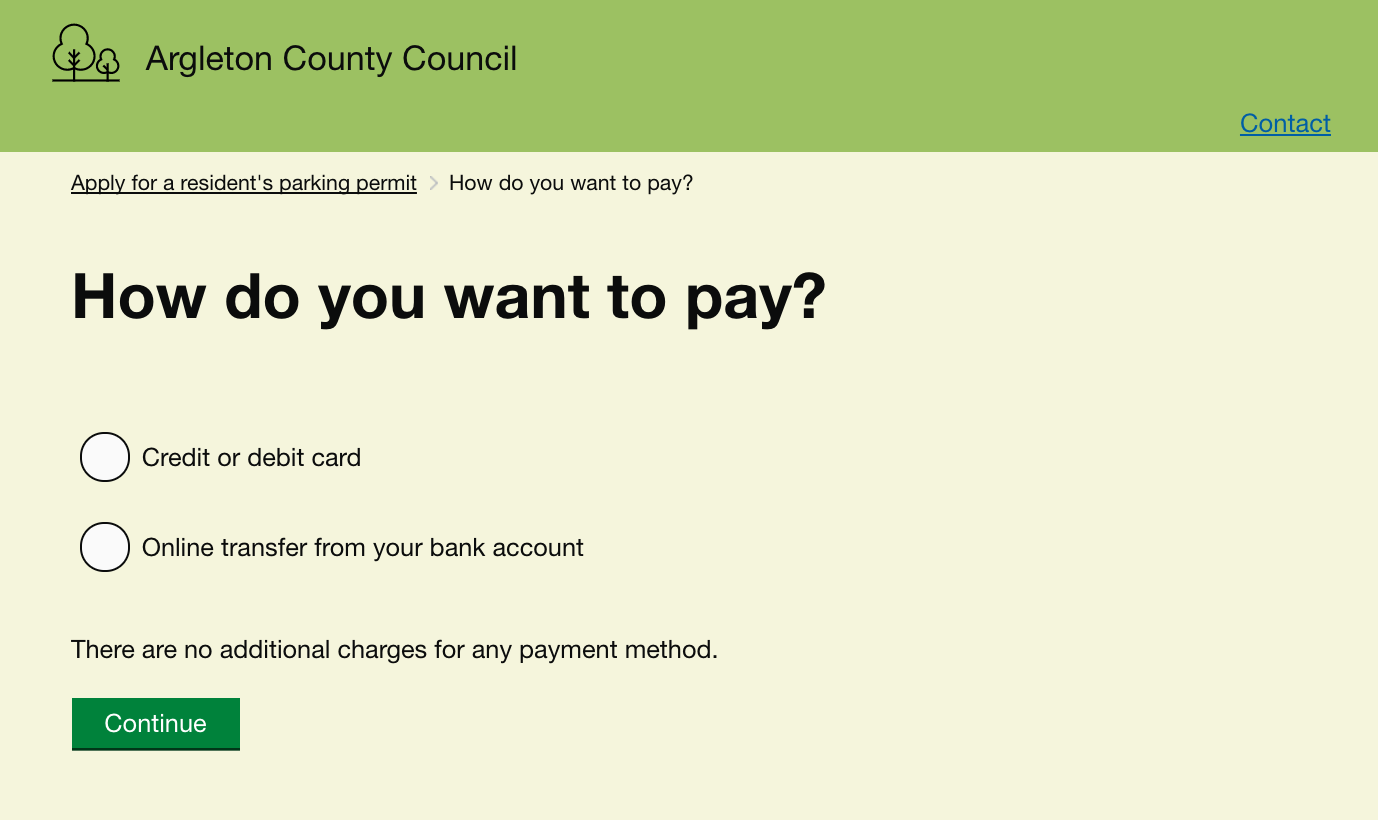 Argleton County Council
Contact
Apply for a resident's parking permit
How do you want to pay?
How do you want to pay?
Credit or debit card
Online transfer from your bank account
There are no additional charges for any payment method.
Continue